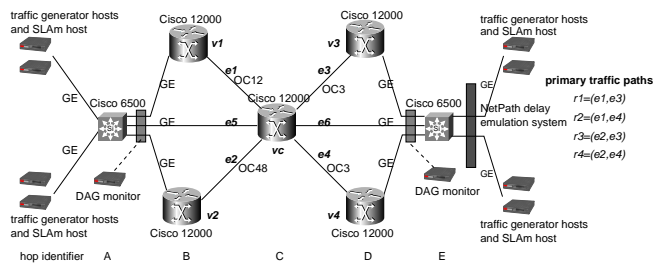 traffic generator hosts
and SLAm host
Cisco 12000
v1
v3
Cisco 12000
traffic generator hosts
and SLAm host
GE
GE
e1
OC12
e3
OC3
GE
GE
primary traffic paths
r1=(e1,e3)
r2=(e1,e4)
r3=(e2,e3)
r4=(e2,e4)
Cisco 6500
Cisco 12000
Cisco 6500
NetPath delay
emulation system
SI
GE
e5
vc
e6
GE
SI
GE
GE
e2
OC48
e4
OC3
GE
GE
DAG monitor
DAG monitor
traffic generator hosts
and SLAm host
v2
Cisco 12000
v4
Cisco 12000
traffic generator hosts
and SLAm host
hop identifier
A
B
C
D
E